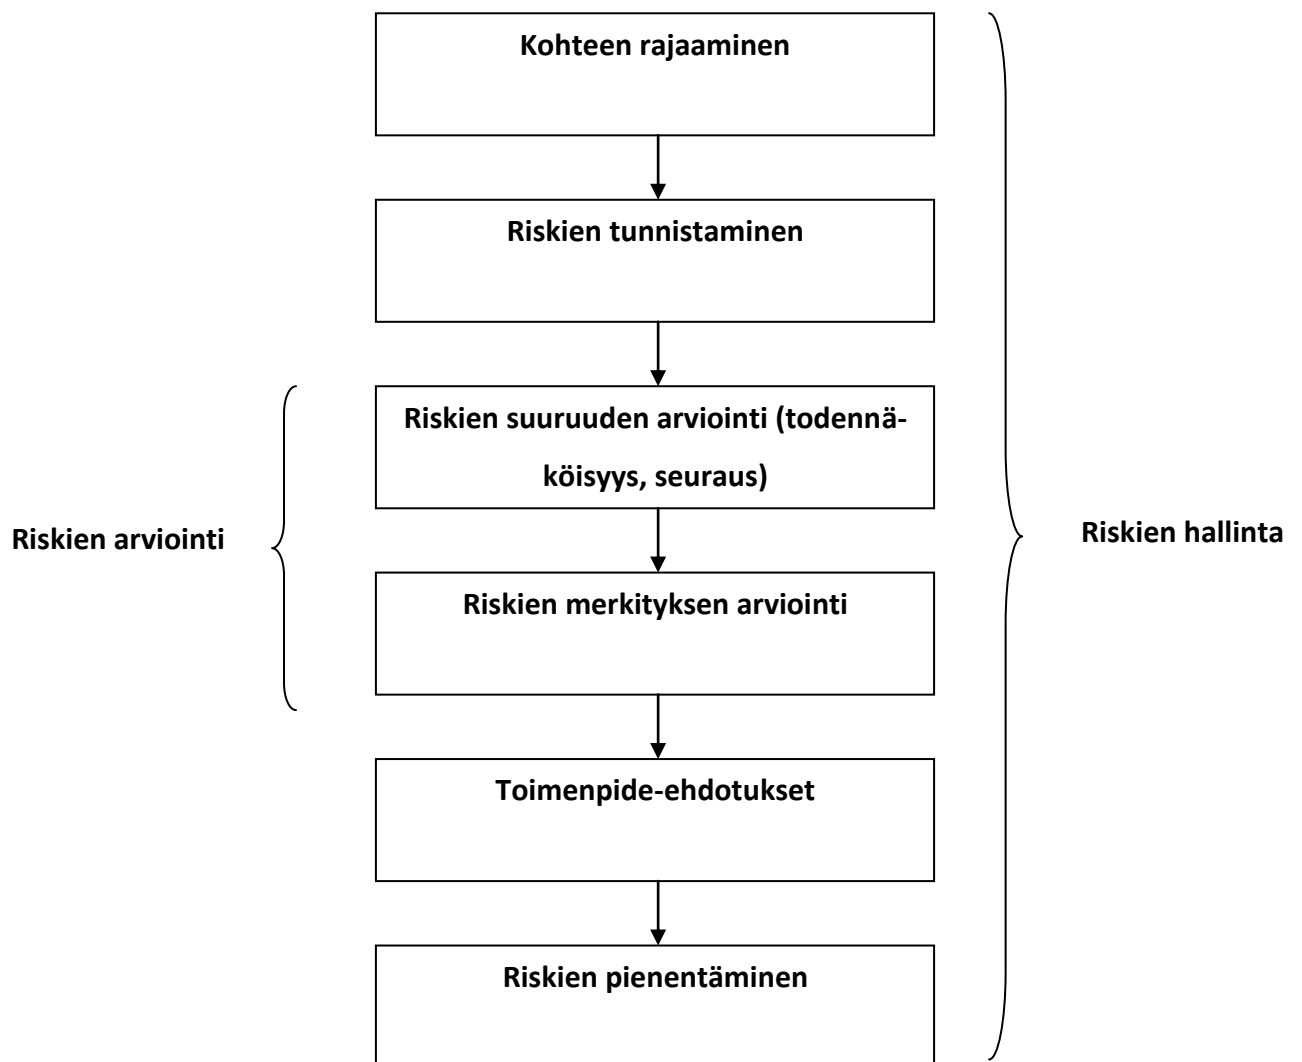 Kohteen rajaaminen
Riskien tunnistaminen
Riskien suuruuden arviointi (todennä-
köisyys, seuraus)
Riskien arviointi
Riskien hallinta
Riskien merkityksen arviointi
Toimenpide-ehdotukset
Riskien pienentäminen